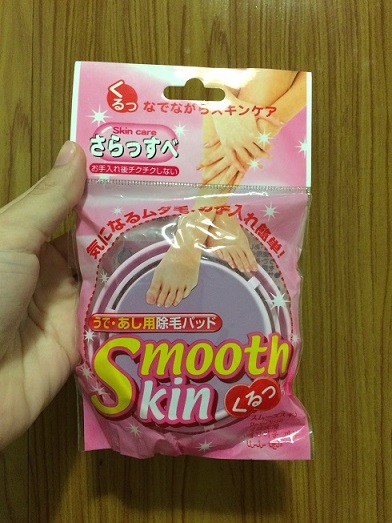 くるっ
なでながらスキンケア
Skin care
さらっすべ
お手入れ後チクチクしない
気になるムダ毛のお手入れ簡単!
うで・あし用除毛パッド
Smooth
Skin
くるっ